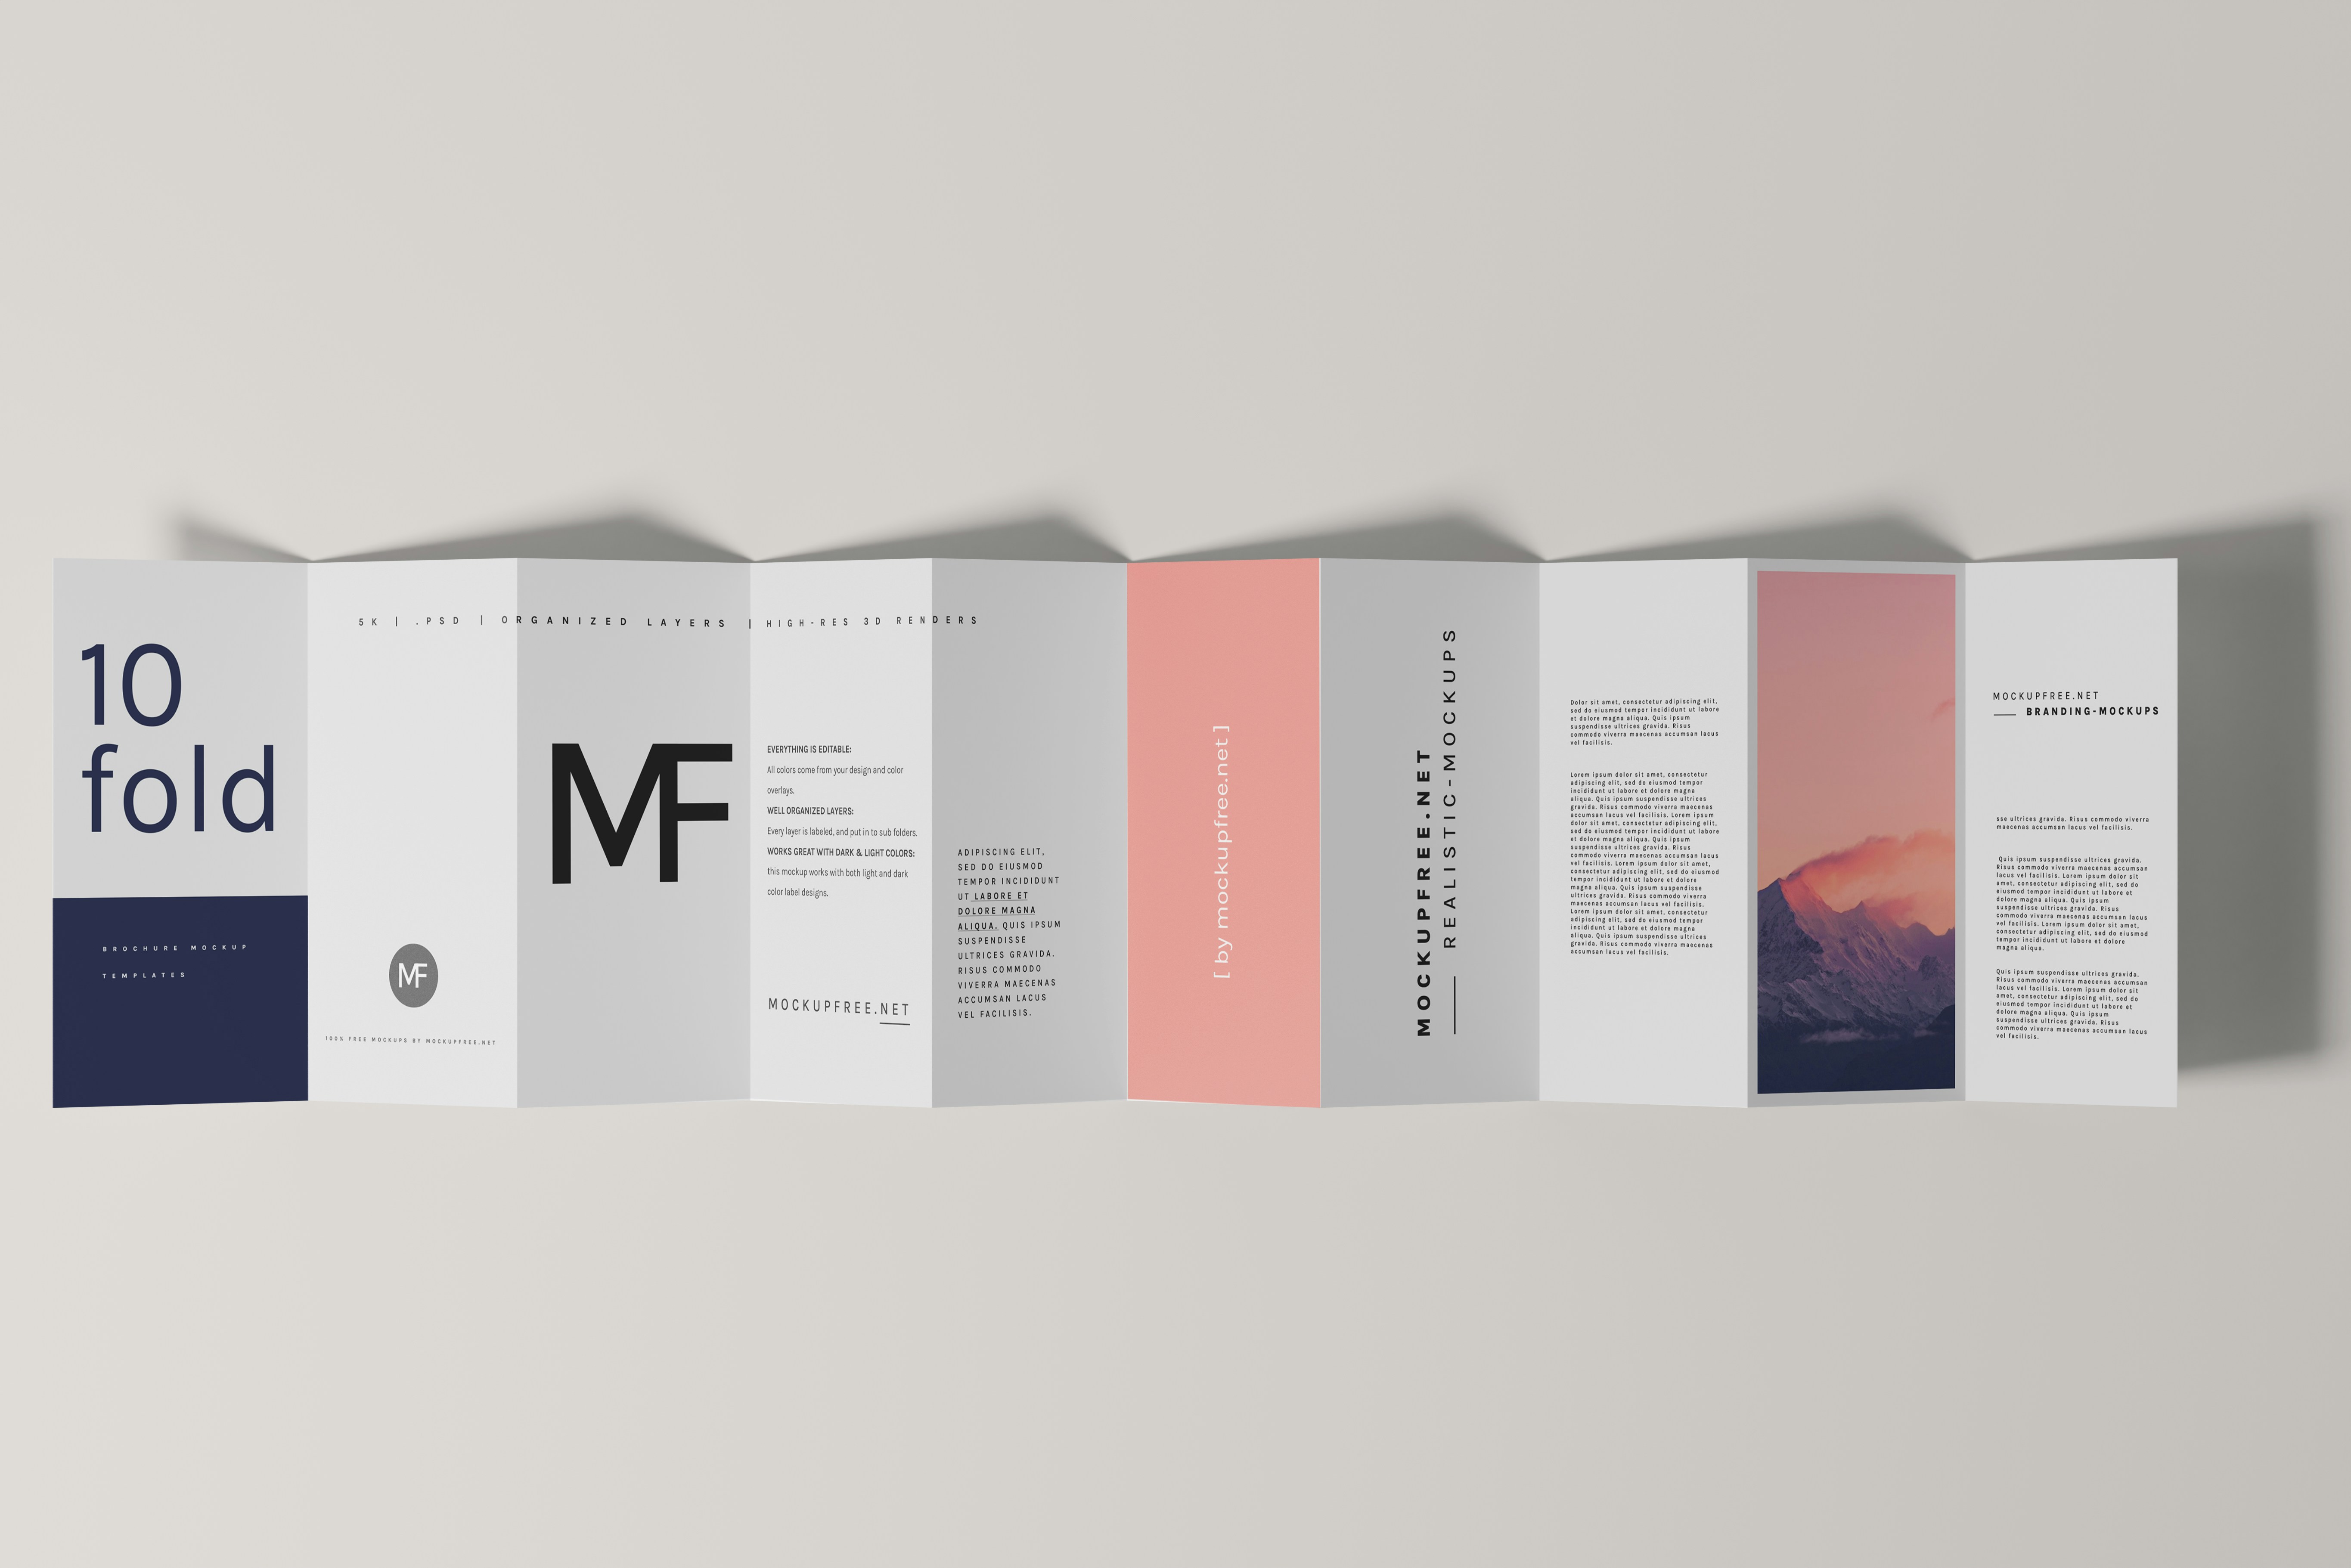 10
fold
BROCHURE MOCKUP
TEMPLATES
5K | .PSD | ORGANIZED LAYERS | HIGH-RES 3D RENDERS
MF
100% FREE MOCKUPS BY MOCKUPFREE.NET
MF
EVERYTHING IS EDITABLE:
All colors come from your design and color
overlays.
WELL ORGANIZED LAYERS:
Every layer is labeled, and put in to sub folders.
WORKS GREAT WITH DARK & LIGHT COLORS:
this mockup works with both light and dark
color label designs.
MOCKUPFREE.NET
ADIPISCING ELIT,
SED DO EIUSMOD
TEMPOR INCIDIDUNT
UT LABORE ET
DOLORE MAGNA
ALIQUA. QUIS IPSUM
SUSPENDISSE
ULTRICES GRAVIDA.
RISUS COMMODO
VIVERRA MAECENAS
ACCUMSAN LACUS
VEL FACILISIS.
[ by mockupfree.net ]
MOCKUPFREE.NET
REALISTIC-MOCKUPS
Dolor sit amet, consectetur adipiscing elit,
sed do eiusmod tempor incididunt ut labore
et dolore magna aliqua. Quis ipsum
suspendisse ultrices gravida. Risus
commodo viverra maecenas accumsan lacus
vel facilisis.
Lorem ipsum dolor sit amet, consectetur
adipiscing elit, sed do eiusmod tempor
incididunt ut labore et dolore magna
aliqua. Quis ipsum suspendisse ultrices
gravida. Risus commodo viverra maecenas
accumsan lacus vel facilisis. Lorem ipsum
dolor sit amet, consectetur adipiscing elit,
sed do eiusmod tempor incididunt ut labore
et dolore magna aliqua. Quis ipsum
suspendisse ultrices gravida. Risus
commodo viverra maecenas accumsan lacus
vel facilisis. Lorem ipsum dolor sit amet,
consectetur adipiscing elit, sed do eiusmod
tempor incididunt ut labore et dolore
magna aliqua. Quis ipsum suspendisse
ultrices gravida. Risus commodo viverra
maecenas accumsan lacus vel facilisis.
Lorem ipsum dolor sit amet, consectetur
adipiscing elit, sed do eiusmod tempor
incididunt ut labore et dolore magna
aliqua. Quis ipsum suspendisse ultrices
gravida. Risus commodo viverra maecenas
accumsan lacus vel facilisis.
MOCKUPFREE.NET
BRANDING-MOCKUPS
sse ultrices gravida. Risus commodo viverra
maecenas accumsan lacus vel facilisis.
Quis ipsum suspendisse ultrices gravida.
Risus commodo viverra maecenas accumsan
lacus vel facilisis. Lorem ipsum dolor sit
amet, consectetur adipiscing elit, sed do
eiusmod tempor incididunt ut labore et
dolore magna aliqua. Quis ipsum
suspendisse ultrices gravida. Risus
commodo viverra maecenas accumsan lacus
vel facilisis. Lorem ipsum dolor sit amet,
consectetur adipiscing elit, sed do eiusmod
tempor incididunt ut labore et dolore
magna aliqua.
Quis ipsum suspendisse ultrices gravida.
Risus commodo viverra maecenas accumsan
lacus vel facilisis. Lorem ipsum dolor sit
amet, consectetur adipiscing elit, sed do
eiusmod tempor incididunt ut labore et
dolore magna aliqua. Quis ipsum
suspendisse ultrices gravida. Risus
commodo viverra maecenas accumsan lacus
vel facilisis.